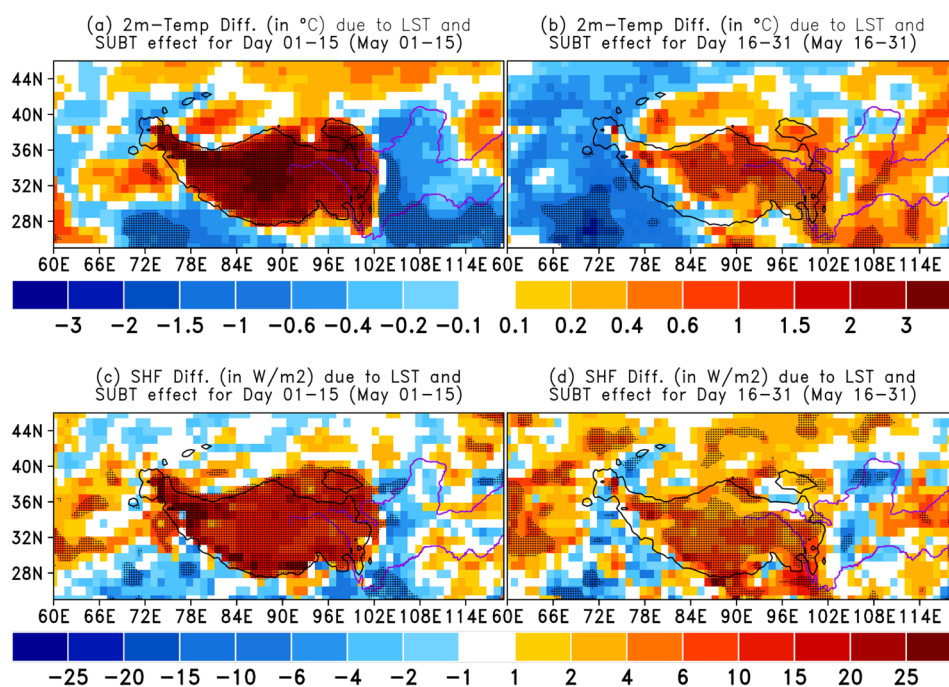 (a) 2m-Temp Diff. (in °C) due to LST and
SUBT effect for Day 01-15 (May 01-15)
(b) 2m-Temp Diff. (in °C) due to LST and
SUBT effect for Day 16-31 (May 16-31)
44N
40N
36N
32N
28N
60E 66E 72E 78E 84E 90E 96E 102E 108E 114E
60E 66E 72E 78E 84E 90E 96E 102E 108E 114E
-3 -2 -1.5 -1 -0.6 -0.4 -0.2 -0.1 0.1 0.2 0.4 0.6 1 1.5 2 3
(c) SHF Diff. (in W/m2) due to LST and
SUBT effect for Day 01-15 (May 01-15)
(d) SHF Diff. (in W/m2) due to LST and
SUBT effect for Day 16-31 (May 16-31)
44N
40N
36N
32N
28N
60E 66E 72E 78E 84E 90E 96E 102E 108E 114E
60E 66E 72E 78E 84E 90E 96E 102E 108E 114E
-25 -20 -15 -10 -6 -4 -2 -1 1 2 4 6 10 15 20 25